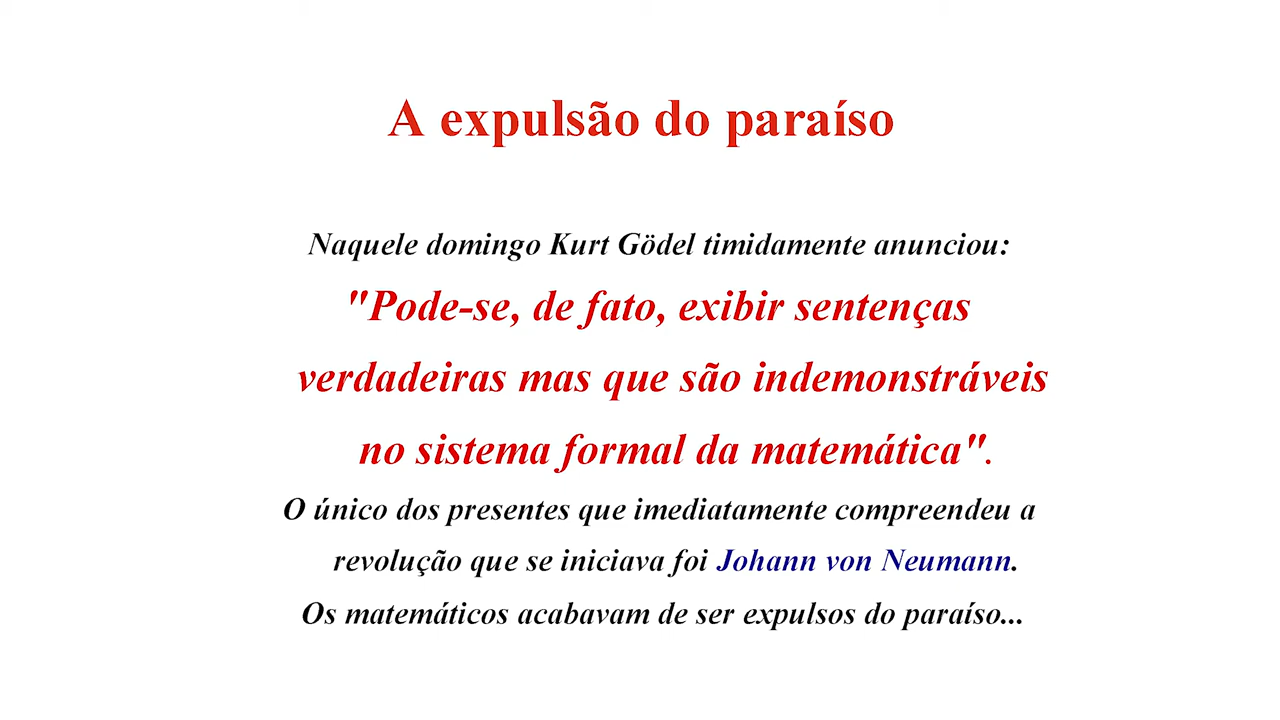 A expulsão do paraíso
Naquele domingo Kurt Gödel timidamente anunciou:
"Pode-se, de fato, exibir sentenças
verdadeiras mas que são indemonstráveis
no sistema formal da matemática".
O único dos presentes que imediatamente compreendeu a
revolução que se iniciava foi Johann von Neumann.
Os matemáticos acabavam de ser expulsos do paraíso...